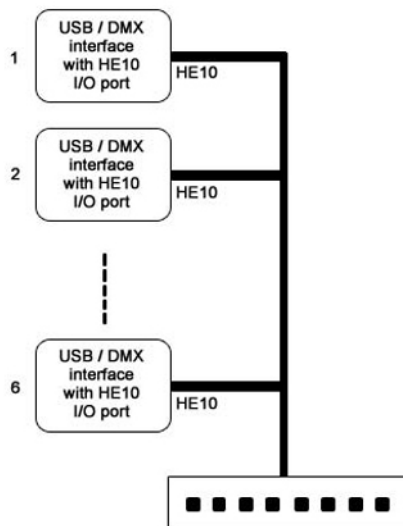 USB / DMX
interface
with HE10
I/O port
1
HE10
USB / DMX
interface
with HE10
I/O port
2
HE10
USB / DMX
interface
with HE10
I/O port
6
HE10